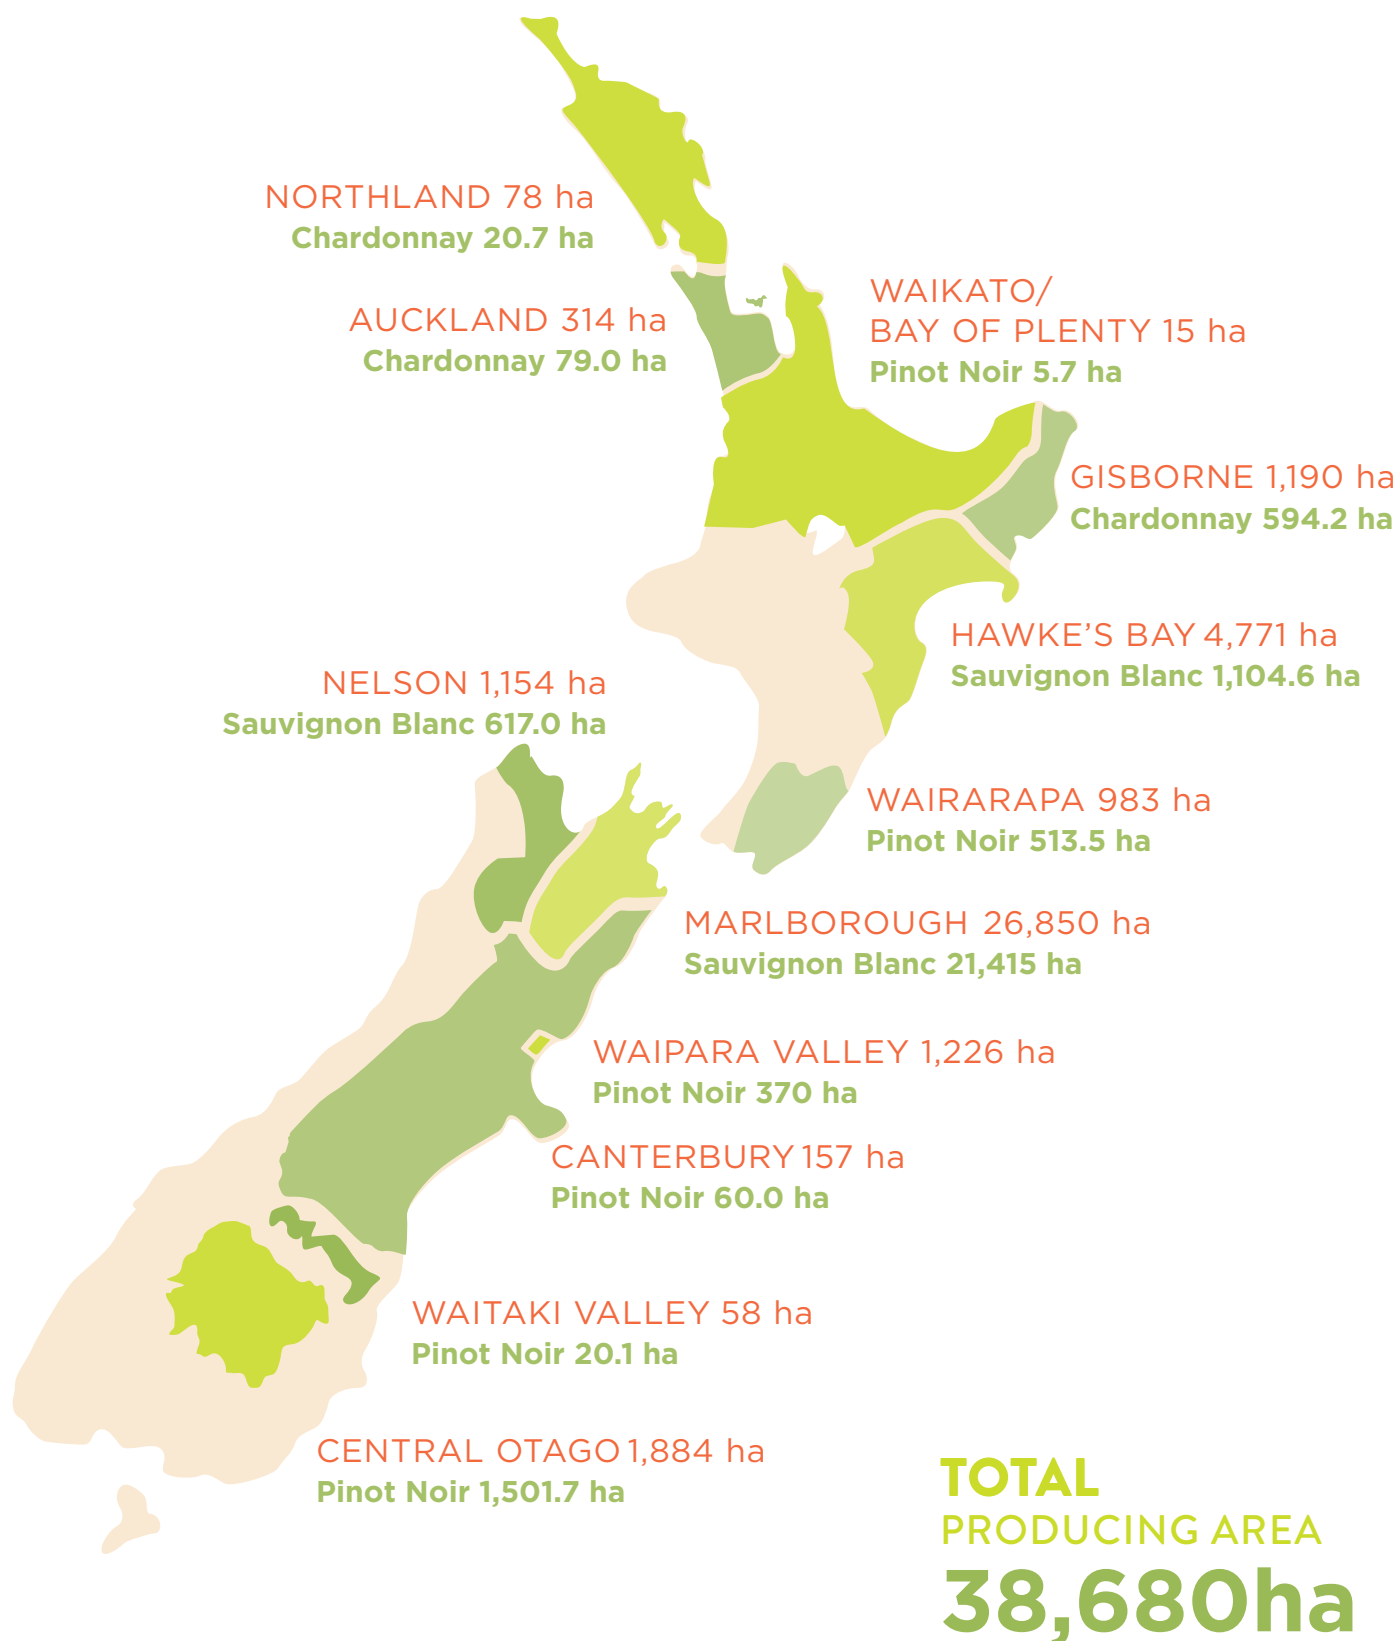 NORTHLAND 78 ha
Chardonnay 20.7 ha
AUCKLAND 314 ha
Chardonnay 79.0 ha
WAIKATO/
BAY OF PLENTY 15 ha
Pinot Noir 5.7 ha
GISBORNE 1,190 ha
Chardonnay 594.2 ha
HAWKE’S BAY 4,771 ha
Sauvignon Blanc 1,104.6 ha
NELSON 1,154 ha
Sauvignon Blanc 617.0 ha
WAIRARAPA 983 ha
Pinot Noir 513.5 ha
MARLBOROUGH 26,850 ha
Sauvignon Blanc 21,415 ha
WAIPARA VALLEY 1,226 ha
Pinot Noir 370 ha
CANTERBURY 157 ha
Pinot Noir 60.0 ha
WAITAKI VALLEY 58 ha
Pinot Noir 20.1 ha
CENTRAL OTAGO 1,884 ha
Pinot Noir 1,501.7 ha
TOTAL
PRODUCING AREA
38,680ha